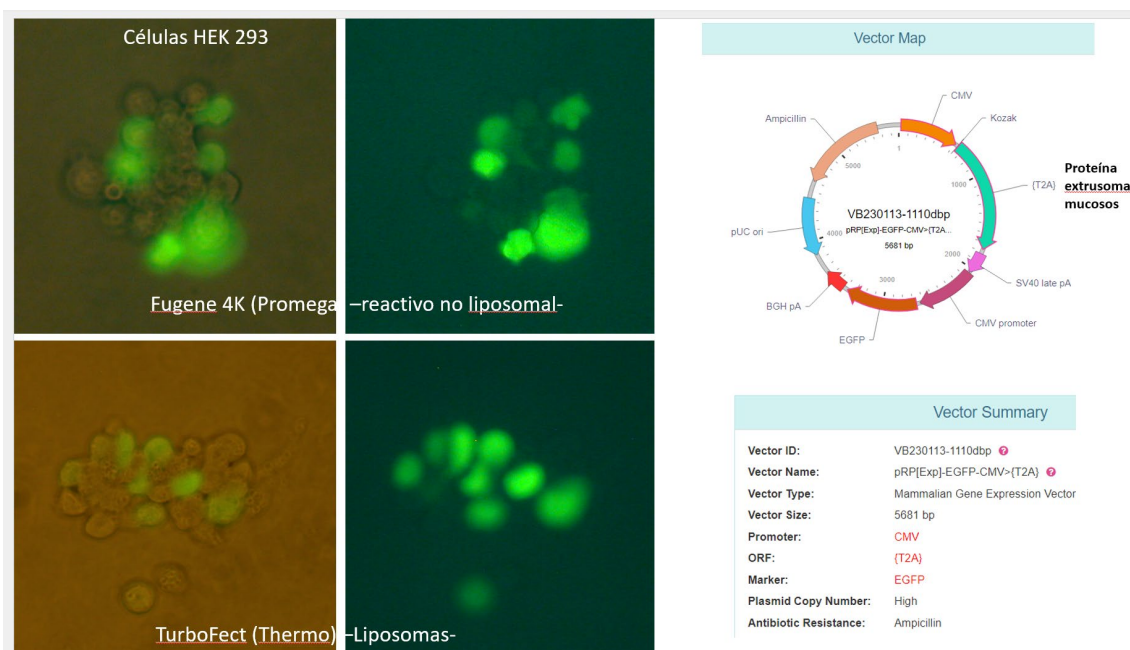 Células HEK 293
Fugene 4K (Promega) –reactivo no liposomal-
TurboFect (Thermo) –Liposomas-
Vector Map
CMV
Kozak
{T2A}
Proteína
extrusoma
mucosos
SV40 late pA
CMV promoter
EGFP
BGH pA
pUC ori
Ampicillin
1
1000
2000
3000
4000
5000
VB230113-1110dbp
pRP[Exp]-EGFP-CMV>{T2A...
5681 bp
Vector Summary
Vector ID: VB230113-1110dbp ?
Vector Name: pRP[Exp]-EGFP-CMV>{T2A} ?
Vector Type: Mammalian Gene Expression Vector
Vector Size: 5681 bp
Promoter: CMV
ORF: {T2A}
Marker: EGFP
Plasmid Copy Number: High
Antibiotic Resistance: Ampicillin